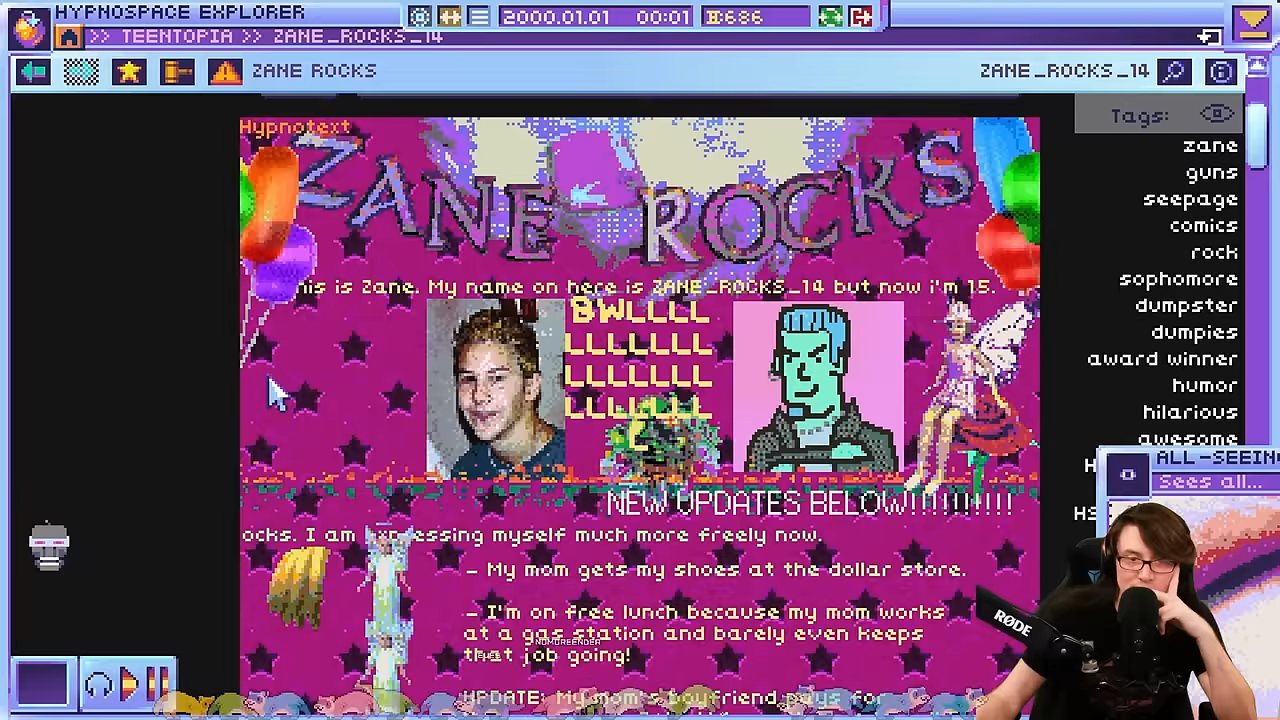 HYPNOSPACE EXPLORER
2000.01.01 00:01 686
>> TEENTOPIA >> ZANE_ROCKS_14
ZANE ROCKS
ZANE_ROCKS_14
Tags:
zane
guns
seepage
comics
rock
sophomore
dumpster
dumpies
award winner
humor
hilarious
awesome
Hypnotext
ZANE ROCKS
his is Zane. My name on here is ZANE_ROCKS_14 but now i'm 15.
BWLLLL
LLLLLLL
LLLLLLL
LLLLLLL
NEW UPDATES BELOW!!!!!!!!!!!
ocks. I am expressing myself much more freely now.
- My mom gets my shoes at the dollar store.
- I'm on free lunch because my mom works
at a gas station and barely even keeps
that job going!
UPDATE: My mom's boyfriend pays for
ALL-SEEIN
Sees all...
RØDE